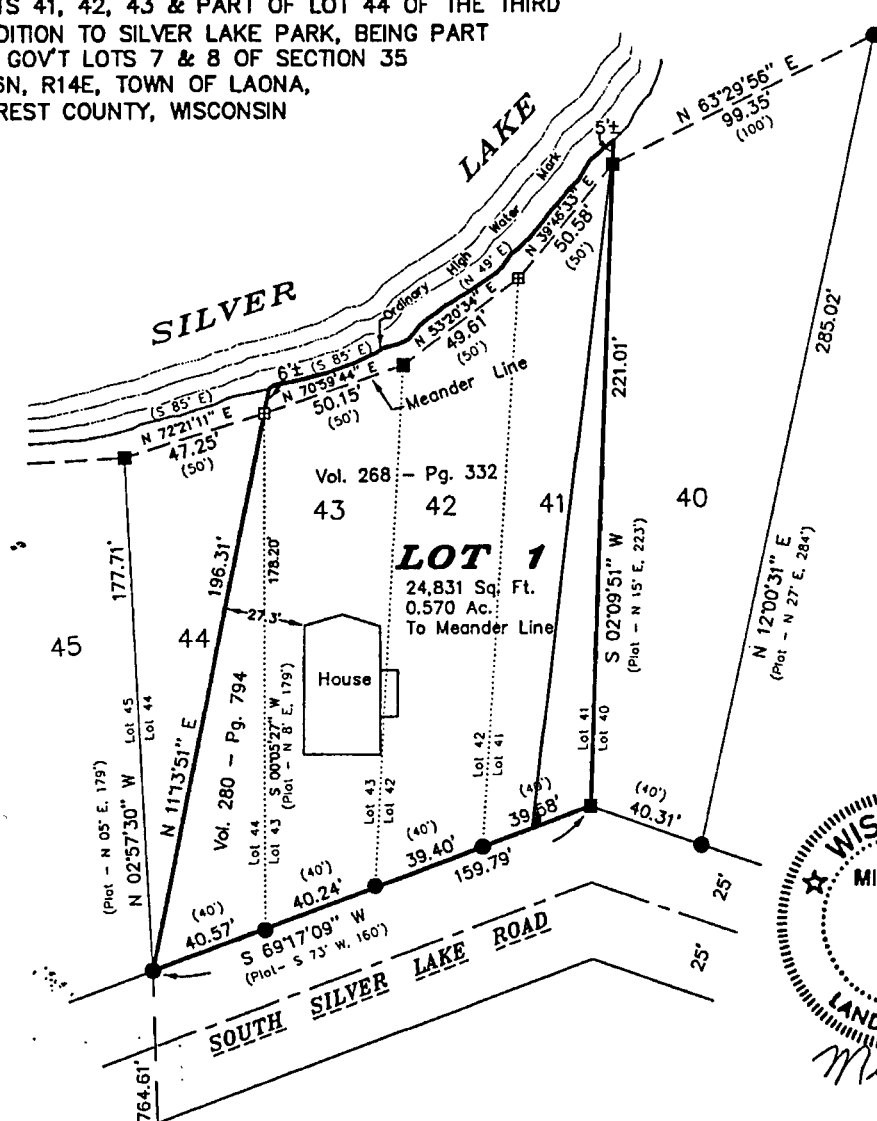 TS 41, 42, 43 & PART OF LOT 44 OF THE THIRD
DITION TO SILVER LAKE PARK, BEING PART
GOV'T LOTS 7 & 8 OF SECTION 35
6N, R14E, TOWN OF LAONA,
REST COUNTY, WISCONSIN
SILVER LAKE
Ordinary High Water Mark
N 63°29'56" E
99.35'
(100')
5'±
N 39°46'33" E
50.58'
(50')
(N 49' E)
N 53°20'34" E
49.61'
(50')
Meander Line
6'±
(S 85' E)
N 70°59'44" E
50.15'
(50')
(S 85' E)
N 72°21'11" E
47.25'
(50')
285.02'
221.01'
Vol. 268 - Pg. 332
43
42
41
40
LOT 1
24,831 Sq. Ft.
0.570 Ac.
To Meander Line
177.71'
196.31'
178.20'
27.3'
House
45
44
Lot 45
Lot 44
(Plat - N 05' E, 179')
N 02°57'30" W
N 11°13'51" E
Vol. 280 - Pg. 794
S 00°05'27" W
(Plat - N 8' E, 179')
Lot 44
Lot 43
Lot 43
Lot 42
Lot 42
Lot 41
Lot 41
Lot 40
S 02°09'51" W
(Plat - N 15' E, 223')
N 12°00'31" E
(Plat - N 27' E, 284')
(40')
40.57'
(40')
40.24'
(40')
39.40'
(40')
39.58'
(40')
40.31'
159.79'
S 69°17'09" W
(Plat- S 73' W, 160')
SOUTH SILVER LAKE ROAD
25'
25'
764.61'
WIS
MI
LAND